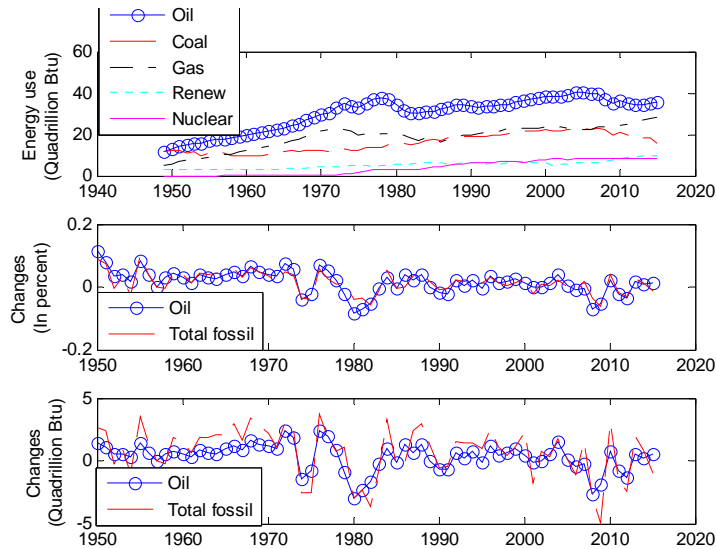 Oil
Coal
Gas
Renew
Nuclear
Energy use
(Quadrillion Btu)
60
40
20
0
1940 1950 1960 1970 1980 1990 2000 2010 2020
Changes
(In percent)
0.2
0
-0.2
Oil
Total fossil
1950 1960 1970 1980 1990 2000 2010 2020
Changes
(Quadrillion Btu)
5
0
-5
Oil
Total fossil
1950 1960 1970 1980 1990 2000 2010 2020